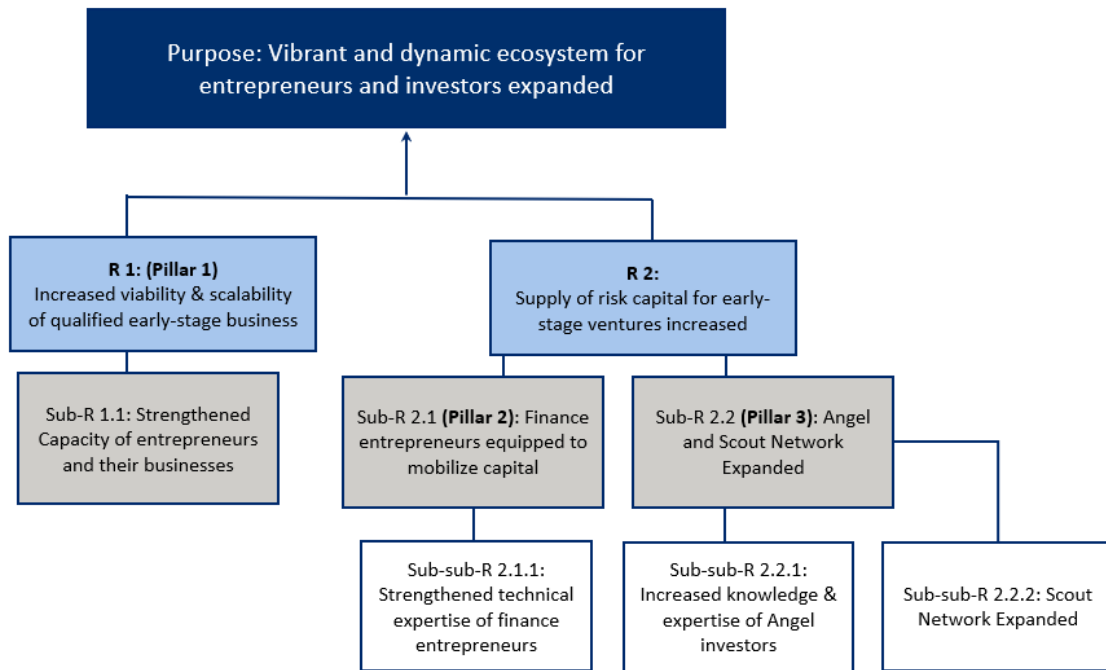 Purpose: Vibrant and dynamic ecosystem for
entrepreneurs and investors expanded
R 1: (Pillar 1)
Increased viability & scalability
of qualified early-stage business
R 2:
Supply of risk capital for early-
stage ventures increased
Sub-R 1.1: Strengthened
Capacity of entrepreneurs
and their businesses
Sub-R 2.1 (Pillar 2): Finance
entrepreneurs equipped to
mobilize capital
Sub-R 2.2 (Pillar 3): Angel
and Scout Network
Expanded
Sub-sub-R 2.1.1:
Strengthened technical
expertise of finance
entrepreneurs
Sub-sub-R 2.2.1:
Increased knowledge &
expertise of Angel
investors
Sub-sub-R 2.2.2: Scout
Network Expanded